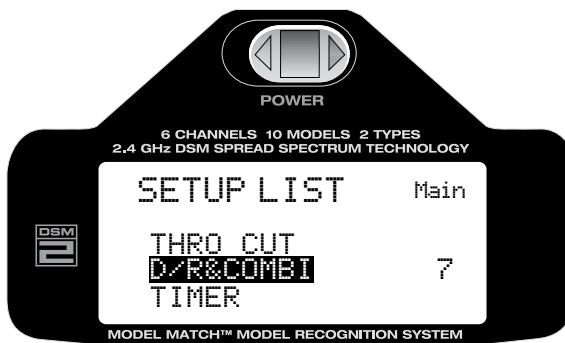 POWER
6 CHANNELS 10 MODELS 2 TYPES
2.4 GHz DSM SPREAD SPECTRUM TECHNOLOGY
SETUP LIST Main
DSM
2
THRO CUT
D/R&COMBI 7
TIMER
MODEL MATCH™ MODEL RECOGNITION SYSTEM